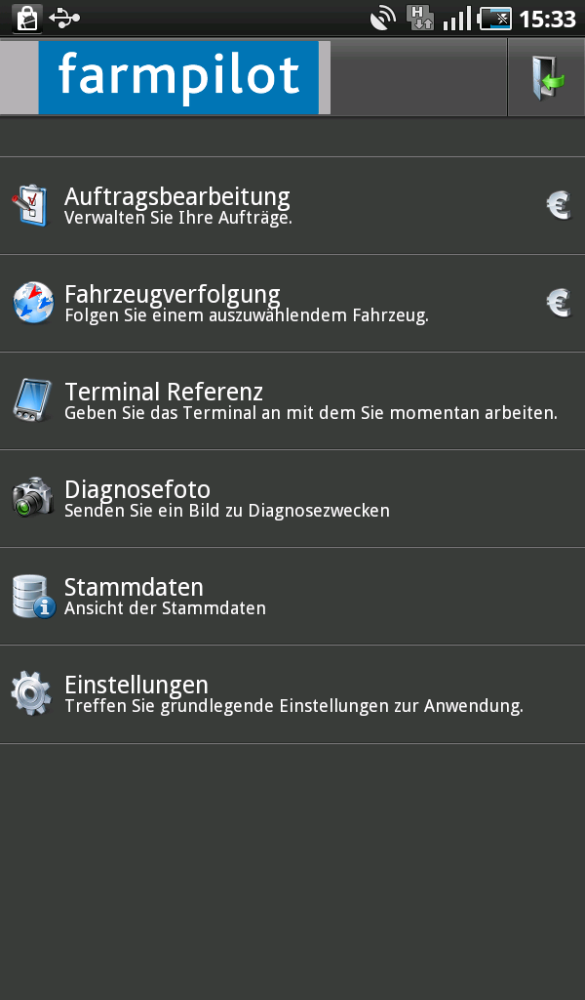 H 15:33
farmpilot
Auftragsbearbeitung
Verwalten Sie Ihre Aufträge.
€
Fahrzeugverfolgung
Folgen Sie einem auszuwählendem Fahrzeug.
€
Terminal Referenz
Geben Sie das Terminal an mit dem Sie momentan arbeiten.
Diagnosefoto
Senden Sie ein Bild zu Diagnosezwecken
Stammdaten
Ansicht der Stammdaten
Einstellungen
Treffen Sie grundlegende Einstellungen zur Anwendung.